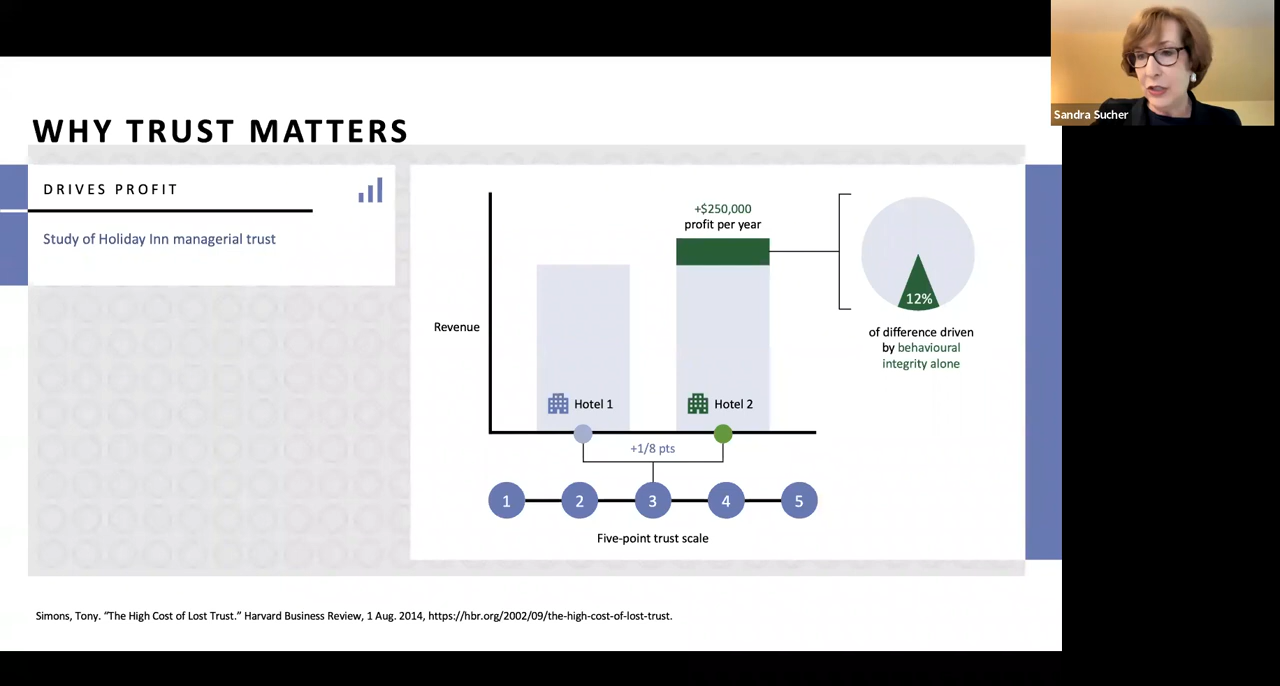 Sandra Sucher
WHY TRUST MATTERS
DRIVES PROFIT
Study of Holiday Inn managerial trust
+$250,000
profit per year
Revenue
Hotel 1
Hotel 2
12%
of difference driven
by behavioural
integrity alone
+1/8 pts
1 2 3 4 5
Five-point trust scale
Simons, Tony. “The High Cost of Lost Trust.” Harvard Business Review, 1 Aug. 2014, https://hbr.org/2002/09/the-high-cost-of-lost-trust.